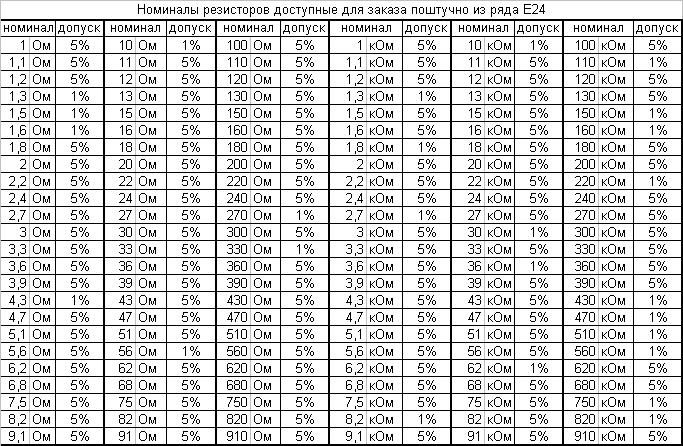 Номиналы резисторов доступные для заказа поштучно из ряда E24
номинал допуск номинал допуск номинал допуск номинал допуск номинал допуск номинал допуск
1 Ом 5% 10 Ом 1% 100 Ом 5% 1 кОм 5% 10 кОм 1% 100 кОм 5%
1,1 Ом 5% 11 Ом 5% 110 Ом 5% 1,1 кОм 5% 11 кОм 5% 110 кОм 1%
1,2 Ом 5% 12 Ом 5% 120 Ом 5% 1,2 кОм 5% 12 кОм 5% 120 кОм 5%
1,3 Ом 1% 13 Ом 5% 130 Ом 5% 1,3 кОм 1% 13 кОм 5% 130 кОм 5%
1,5 Ом 1% 15 Ом 5% 150 Ом 5% 1,5 кОм 5% 15 кОм 5% 150 кОм 1%
1,6 Ом 1% 16 Ом 5% 160 Ом 5% 1,6 кОм 5% 16 кОм 5% 160 кОм 1%
1,8 Ом 5% 18 Ом 5% 180 Ом 5% 1,8 кОм 1% 18 кОм 5% 180 кОм 5%
2 Ом 5% 20 Ом 5% 200 Ом 5% 2 кОм 5% 20 кОм 5% 200 кОм 5%
2,2 Ом 5% 22 Ом 5% 220 Ом 5% 2,2 кОм 5% 22 кОм 5% 220 кОм 1%
2,4 Ом 5% 24 Ом 5% 240 Ом 5% 2,4 кОм 5% 24 кОм 5% 240 кОм 5%
2,7 Ом 5% 27 Ом 5% 270 Ом 1% 2,7 кОм 1% 27 кОм 5% 270 кОм 5%
3 Ом 5% 30 Ом 5% 300 Ом 5% 3 кОм 5% 30 кОм 1% 300 кОм 5%
3,3 Ом 5% 33 Ом 5% 330 Ом 1% 3,3 кОм 5% 33 кОм 5% 330 кОм 5%
3,6 Ом 5% 36 Ом 5% 360 Ом 5% 3,6 кОм 5% 36 кОм 1% 360 кОм 5%
3,9 Ом 5% 39 Ом 5% 390 Ом 5% 3,9 кОм 5% 39 кОм 5% 390 кОм 5%
4,3 Ом 1% 43 Ом 5% 430 Ом 5% 4,3 кОм 5% 43 кОм 5% 430 кОм 1%
4,7 Ом 5% 47 Ом 5% 470 Ом 5% 4,7 кОм 5% 47 кОм 5% 470 кОм 1%
5,1 Ом 5% 51 Ом 5% 510 Ом 5% 5,1 кОм 5% 51 кОм 5% 510 кОм 1%
5,6 Ом 5% 56 Ом 1% 560 Ом 5% 5,6 кОм 5% 56 кОм 5% 560 кОм 1%
6,2 Ом 5% 62 Ом 5% 620 Ом 5% 6,2 кОм 5% 62 кОм 1% 620 кОм 5%
6,8 Ом 5% 68 Ом 5% 680 Ом 5% 6,8 кОм 5% 68 кОм 5% 680 кОм 5%
7,5 Ом 5% 75 Ом 5% 750 Ом 5% 7,5 кОм 5% 75 кОм 5% 750 кОм 1%
8,2 Ом 5% 82 Ом 5% 820 Ом 5% 8,2 кОм 1% 82 кОм 5% 820 кОм 1%
9,1 Ом 5% 91 Ом 5% 910 Ом 5% 9,1 кОм 5% 91 кОм 5% 910 кОм 5%